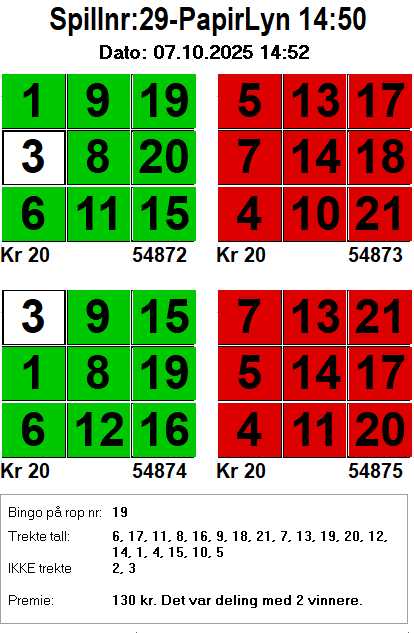 Spillnr:29-PapirLyn 14:50
Dato: 07.10.2025 14:52
1 9 19 5 13 17
3 8 20 7 14 18
6 11 15 4 10 21
Kr 20 54872 Kr 20 54873
3 9 15 7 13 21
1 8 19 5 14 17
6 12 16 4 11 20
Kr 20 54874 Kr 20 54875
Bingo på rop nr: 19
Trekte tall: 6, 17, 11, 8, 16, 9, 18, 21, 7, 13, 19, 20, 12,
14, 1, 4, 15, 10, 5
IKKE trekte 2, 3
Premie: 130 kr. Det var deling med 2 vinnere.